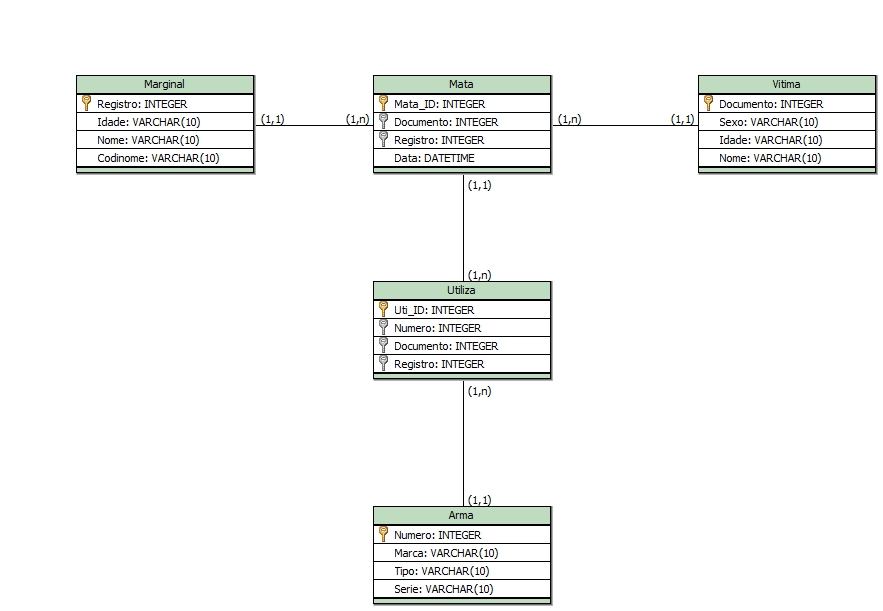 Marginal
Registro: INTEGER
Idade: VARCHAR(10)
Nome: VARCHAR(10)
Codinome: VARCHAR(10)
(1,1)
(1,n)
Mata
Mata_ID: INTEGER
Documento: INTEGER
Registro: INTEGER
Data: DATETIME
(1,n)
(1,1)
Vitima
Documento: INTEGER
Sexo: VARCHAR(10)
Idade: VARCHAR(10)
Nome: VARCHAR(10)
(1,1)
(1,n)
Utiliza
Uti_ID: INTEGER
Numero: INTEGER
Documento: INTEGER
Registro: INTEGER
(1,n)
(1,1)
Arma
Numero: INTEGER
Marca: VARCHAR(10)
Tipo: VARCHAR(10)
Serie: VARCHAR(10)